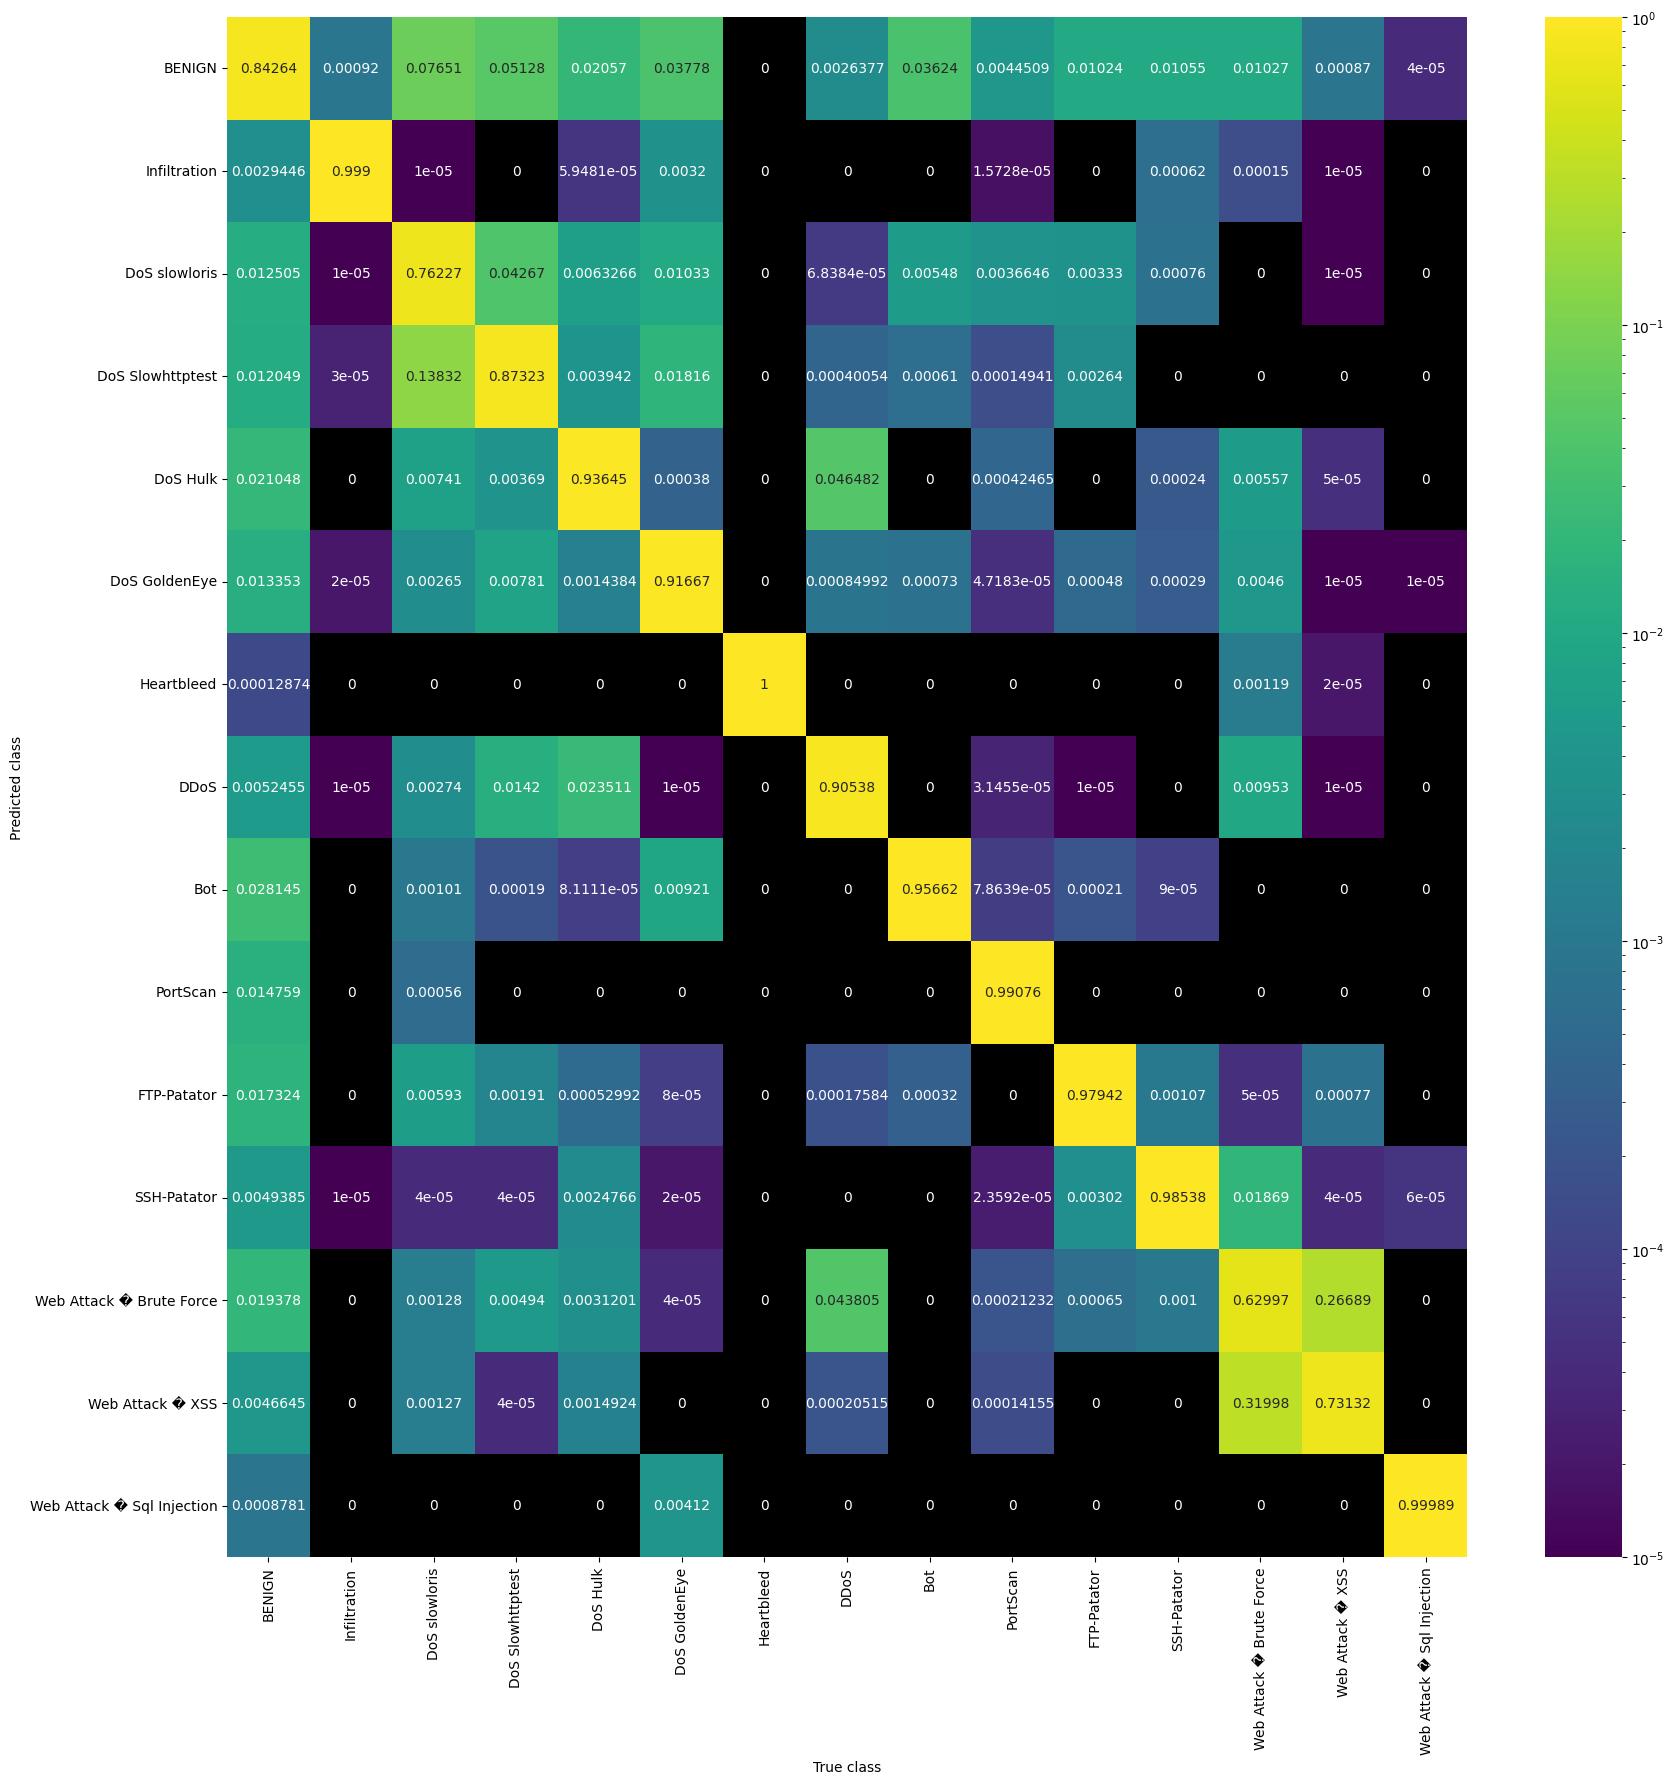 BENIGN 0.84264 0.00092 0.07651 0.05128 0.02057 0.03778 0 0.0026377 0.03624 0.0044509 0.01024 0.01055 0.01027 0.00087 4e-05
Infiltration 0.0029446 0.999 1e-05 0 5.9481e-05 0.0032 0 0 0 1.5728e-05 0 0.00062 0.00015 1e-05 0
DoS slowloris 0.012505 1e-05 0.76227 0.04267 0.0063266 0.01033 0 6.8384e-05 0.00548 0.0036646 0.00333 0.00076 0 1e-05 0
DoS Slowhttptest 0.012049 3e-05 0.13832 0.87323 0.003942 0.01816 0 0.00040054 0.00061 0.00014941 0.00264 0 0 0 0
DoS Hulk 0.021048 0 0.00741 0.00369 0.93645 0.00038 0 0.046482 0 0.00042465 0 0.00024 0.00557 5e-05 0
DoS GoldenEye 0.013353 2e-05 0.00265 0.00781 0.0014384 0.91667 0 0.00084992 0.00073 4.7183e-05 0.00048 0.00029 0.0046 1e-05 1e-05
Heartbleed 0.00012874 0 0 0 0 0 1 0 0 0 0 0 0.00119 2e-05 0
DDoS 0.0052455 1e-05 0.00274 0.0142 0.023511 1e-05 0 0.90538 0 3.1455e-05 1e-05 0 0.00953 1e-05 0
Bot 0.028145 0 0.00101 0.00019 8.1111e-05 0.00921 0 0 0.95662 7.8639e-05 0.00021 9e-05 0 0 0
PortScan 0.014759 0 0.00056 0 0 0 0 0 0 0.99076 0 0 0 0 0
FTP-Patator 0.017324 0 0.00593 0.00191 0.00052992 8e-05 0 0.00017584 0.00032 0 0.97942 0.00107 5e-05 0.00077 0
SSH-Patator 0.0049385 1e-05 4e-05 4e-05 0.0024766 2e-05 0 0 0 2.3592e-05 0.00302 0.98538 0.01869 4e-05 6e-05
Web Attack � Brute Force 0.019378 0 0.00128 0.00494 0.0031201 4e-05 0 0.043805 0 0.00021232 0.00065 0.001 0.62997 0.26689 0
Web Attack � XSS 0.0046645 0 0.00127 4e-05 0.0014924 0 0 0.00020515 0 0.00014155 0 0 0.31998 0.73132 0
Web Attack � Sql Injection 0.0008781 0 0 0 0 0.00412 0 0 0 0 0 0 0 0 0.99989
BENIGN
Infiltration
DoS slowloris
DoS Slowhttptest
DoS Hulk
DoS GoldenEye
Heartbleed
DDoS
Bot
PortScan
FTP-Patator
SSH-Patator
Web Attack � Brute Force
Web Attack � XSS
Web Attack � Sql Injection
True class
Predicted class
10⁰
10⁻¹
10⁻²
10⁻³
10⁻⁴
10⁻⁵